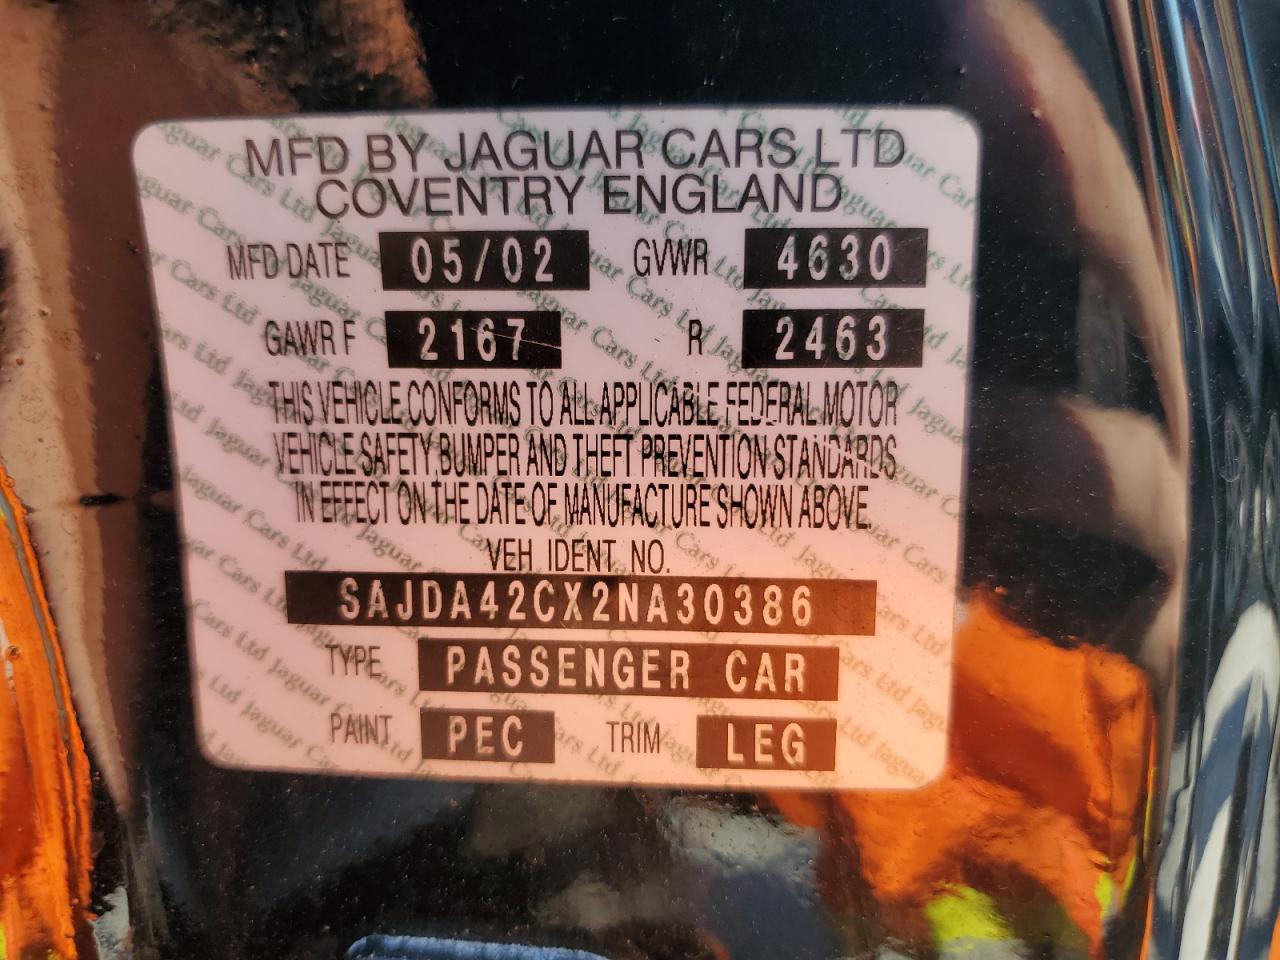 MFD BY JAGUAR CARS LTD
COVENTRY ENGLAND
MFD DATE 05/02 GVWR 4630
GAWR F 2167 R 2463
THIS VEHICLE CONFORMS TO ALL APPLICABLE FEDERAL MOTOR
VEHICLE SAFETY, BUMPER AND THEFT PREVENTION STANDARDS
IN EFFECT ON THE DATE OF MANUFACTURE SHOWN ABOVE
VEH IDENT NO.
SAJDA42CX2NA30386
TYPE PASSENGER CAR
PAINT PEC TRIM LEG